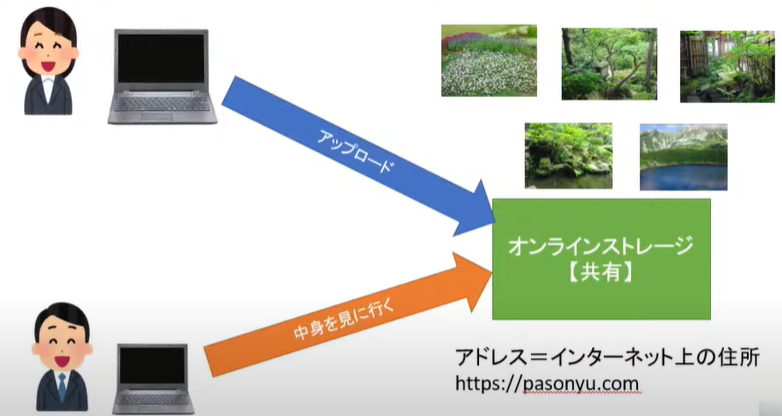 アップロード
オンラインストレージ
【共有】
中身を見に行く
アドレス＝インターネット上の住所
https://pasonyu.com